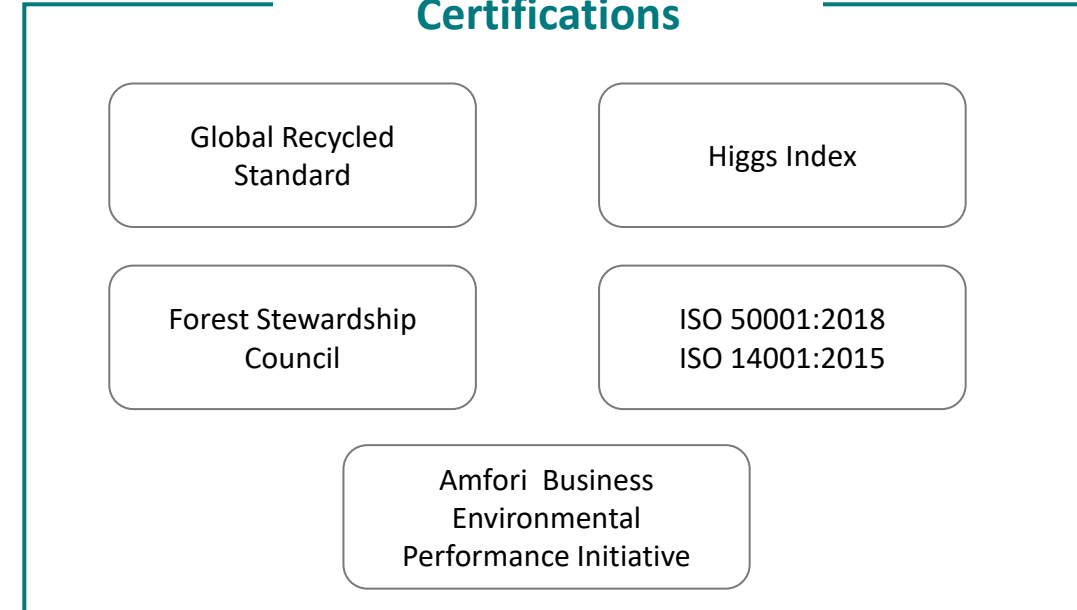 Certifications
Global Recycled
Standard
Higgs Index
Forest Stewardship
Council
ISO 50001:2018
ISO 14001:2015
Amfori  Business
Environmental
Performance Initiative